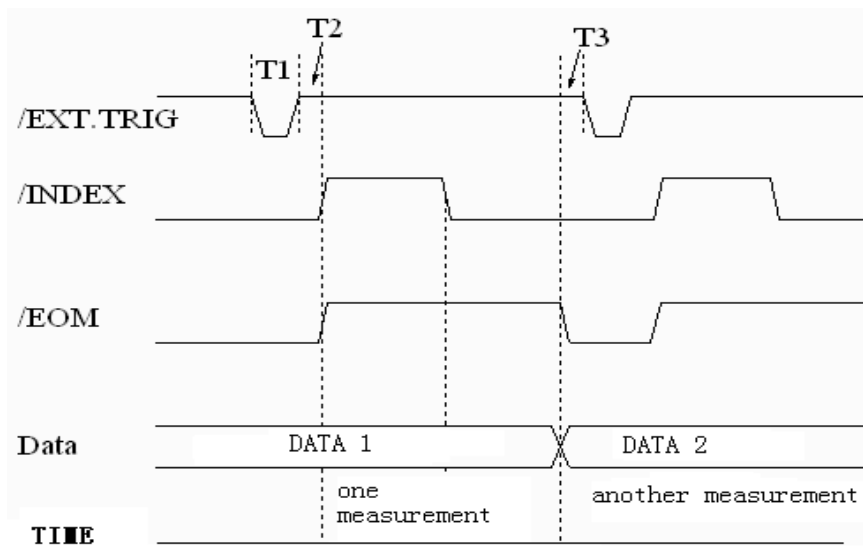 T2
T3
T1
/EXT.TRIG
/INDEX
/EOM
Data
DATA 1
DATA 2
one
measurement
another measurement
TIME